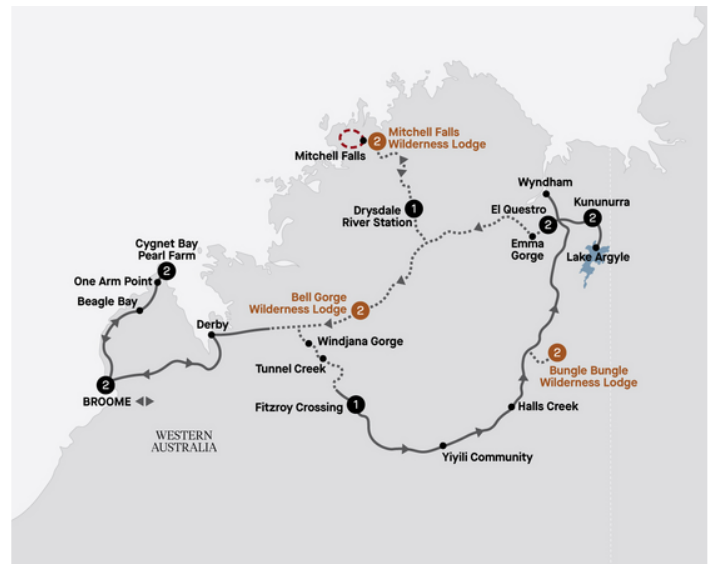 Mitchell Falls
Wilderness Lodge
2
Mitchell Falls
Wyndham
Kununurra
2
El Questro
2
Drysdale
River Station
1
Emma
Gorge
Lake Argyle
Cygnet Bay
Pearl Farm
2
One Arm Point
Beagle Bay
Bell Gorge
Wilderness Lodge
2
Derby
Windjana Gorge
Tunnel Creek
2
Bungle Bungle
Wilderness Lodge
2
BROOME
Fitzroy Crossing
1
Halls Creek
WESTERN
AUSTRALIA
Yiyili Community